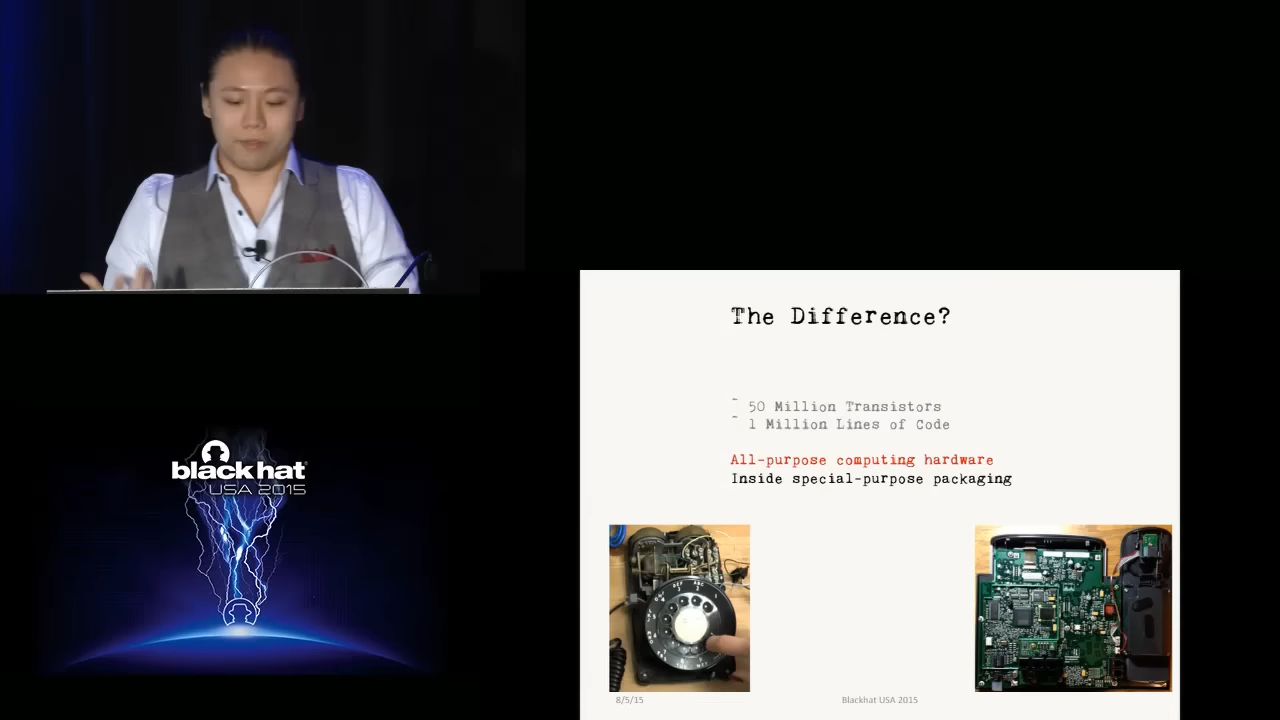 The Difference?
~ 50 Million Transistors
~ 1 Million Lines of Code
All-purpose computing hardware
Inside special-purpose packaging
black hat
USA 2015
8/5/15
Blackhat USA 2015